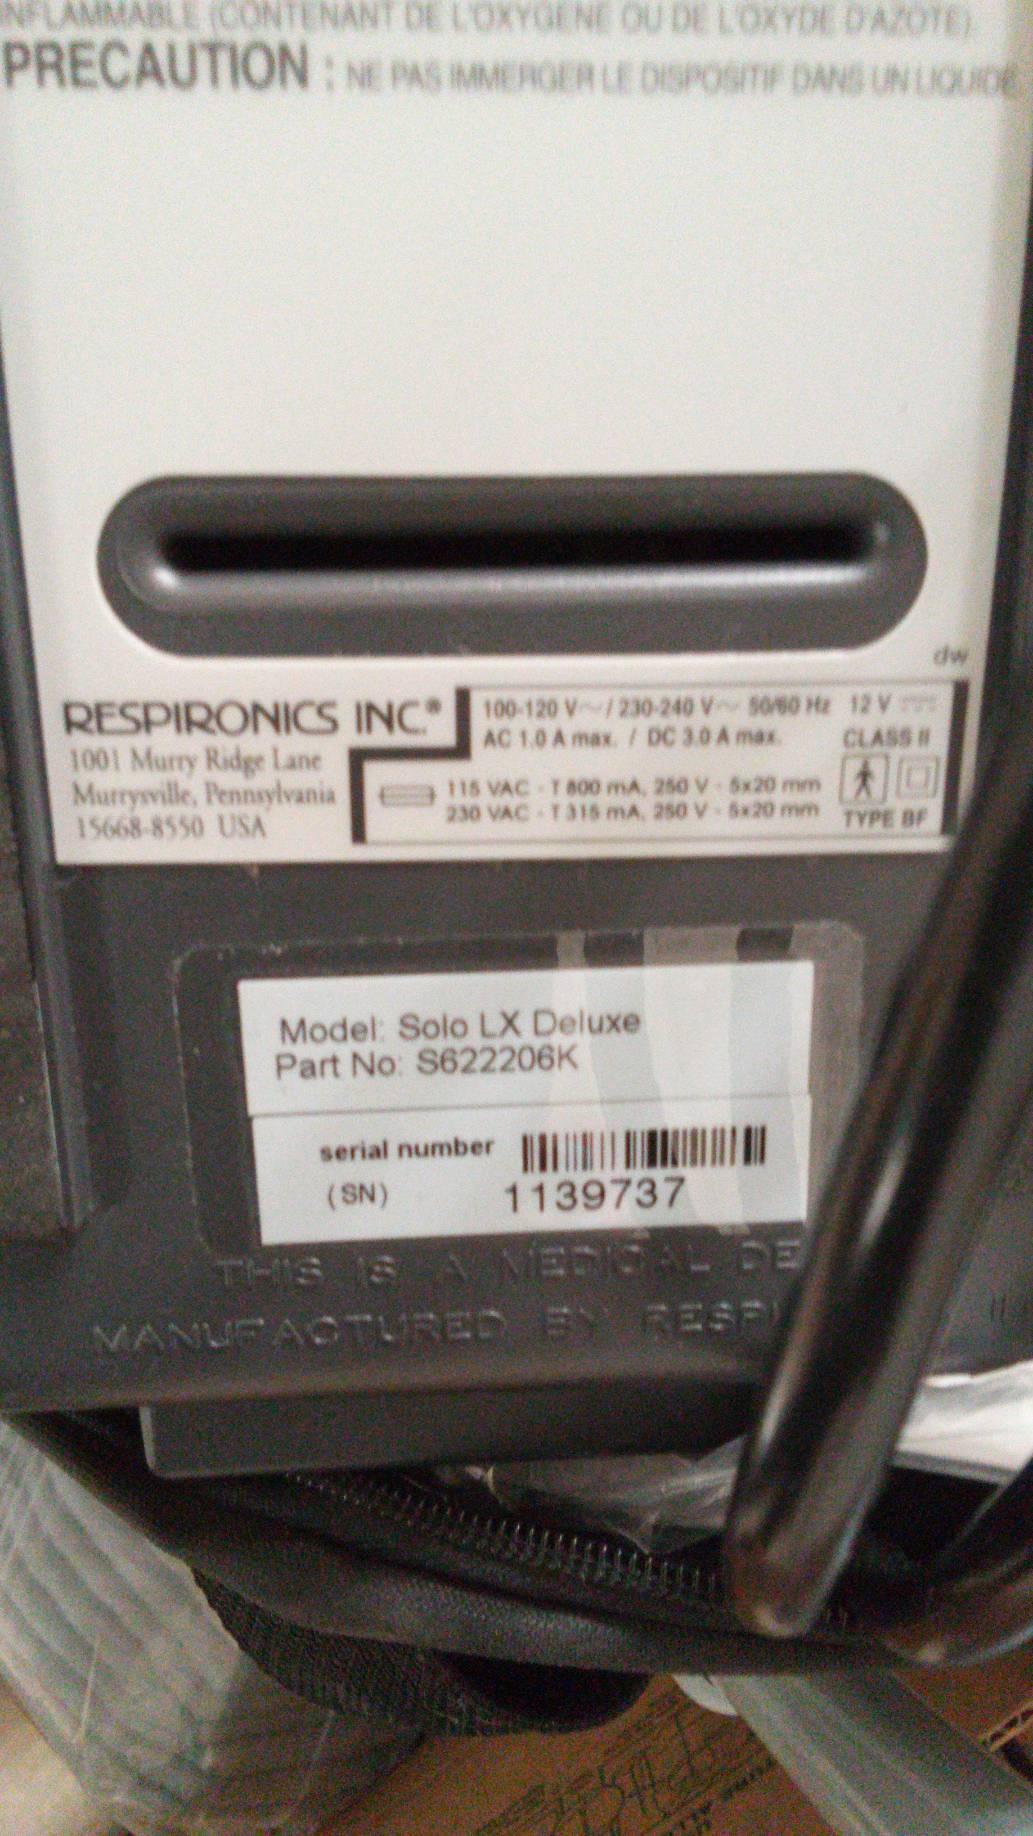 INFLAMMABLE (CONTENANT DE L'OXYGENE OU DE L'OXYDE D'AZOTE).
PRECAUTION : NE PAS IMMERGER LE DISPOSITIF DANS UN LIQUIDE
dw
RESPIRONICS INC.®
1001 Murry Ridge Lane
Murrysville, Pennsylvania
15668-8550 USA
100-120 V~ / 230-240 V~ 50/60 Hz 12 V
AC 1.0 A max. / DC 3.0 A max. CLASS II
115 VAC - T 800 mA, 250 V - 5x20 mm
230 VAC - T 315 mA, 250 V - 5x20 mm
TYPE BF
Model: Solo LX Deluxe
Part No: S622206K
serial number
(SN) 1139737
THIS IS A MEDICAL DE
MANUFACTURED BY RESPI